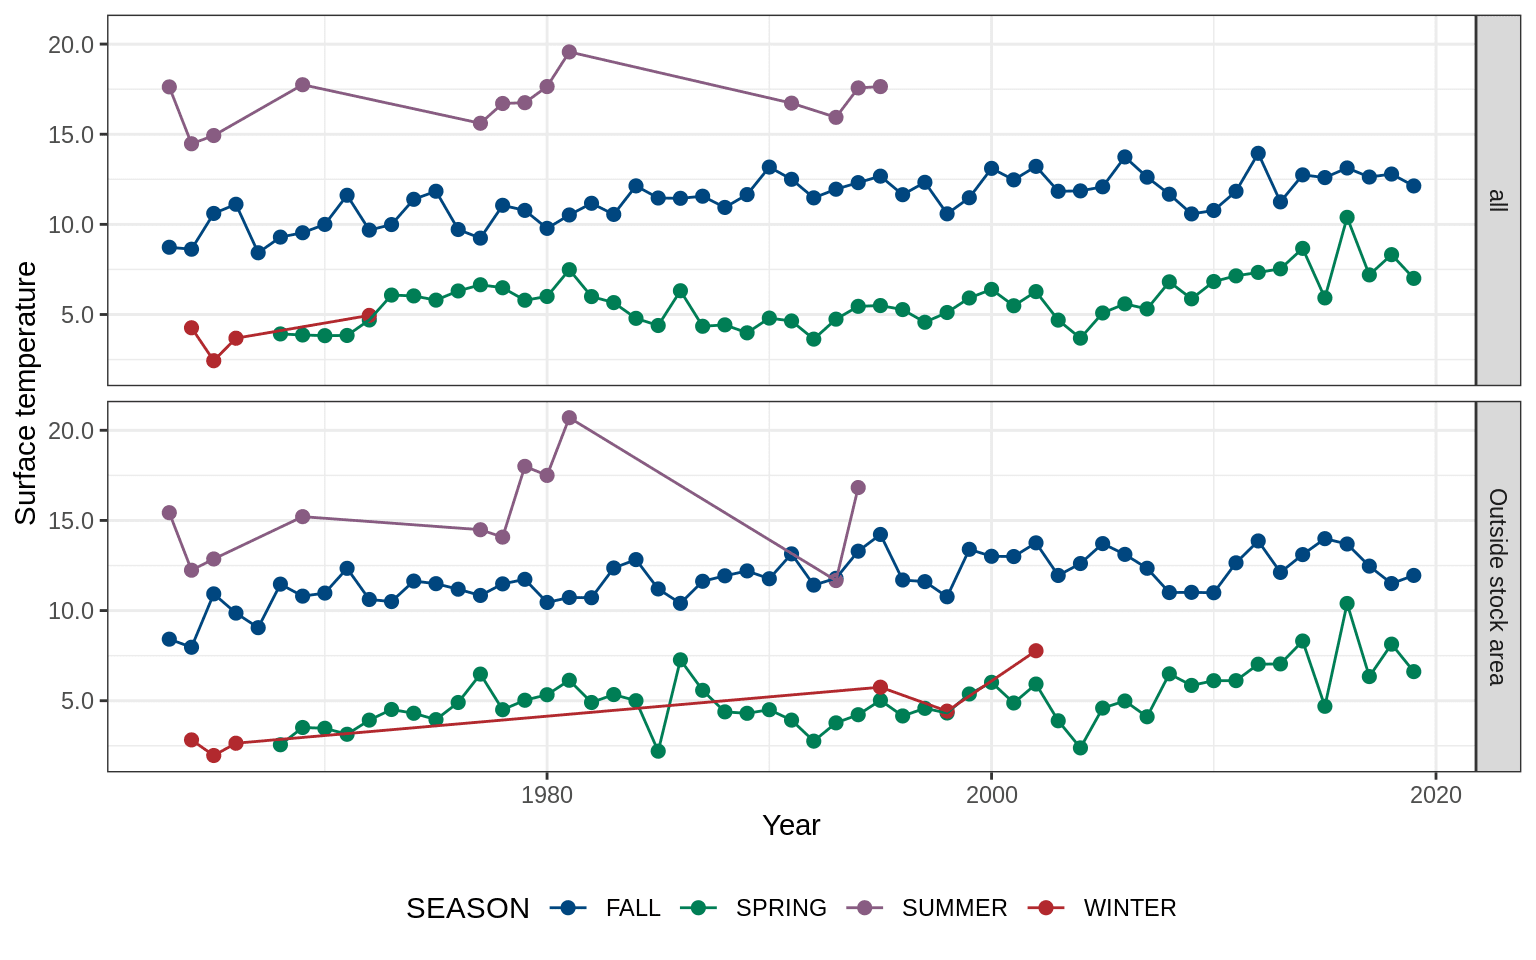 20.0
15.0
10.0
5.0
all
20.0
15.0
10.0
5.0
Outside stock area
Surface temperature
1980 2000 2020
Year
SEASON FALL SPRING SUMMER WINTER